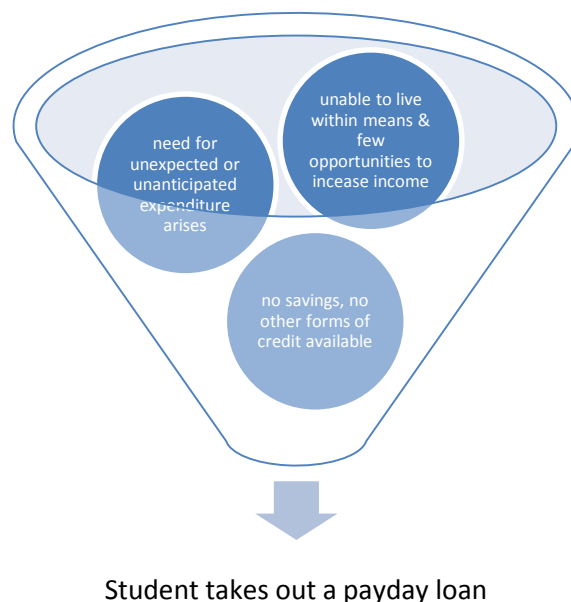 unable to live
within means &
few
opportunities to
incease income
need for
unexpected or
unanticipated
expenditure
arises
no savings, no
other forms of
credit available
Student takes out a payday loan